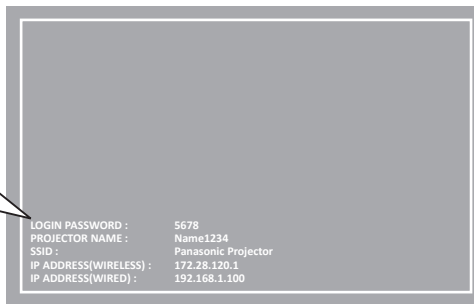 LOGIN PASSWORD : 5678
PROJECTOR NAME : Name1234
SSID : Panasonic Projector
IP ADDRESS(WIRELESS) : 172.28.120.1
IP ADDRESS(WIRED) : 192.168.1.100